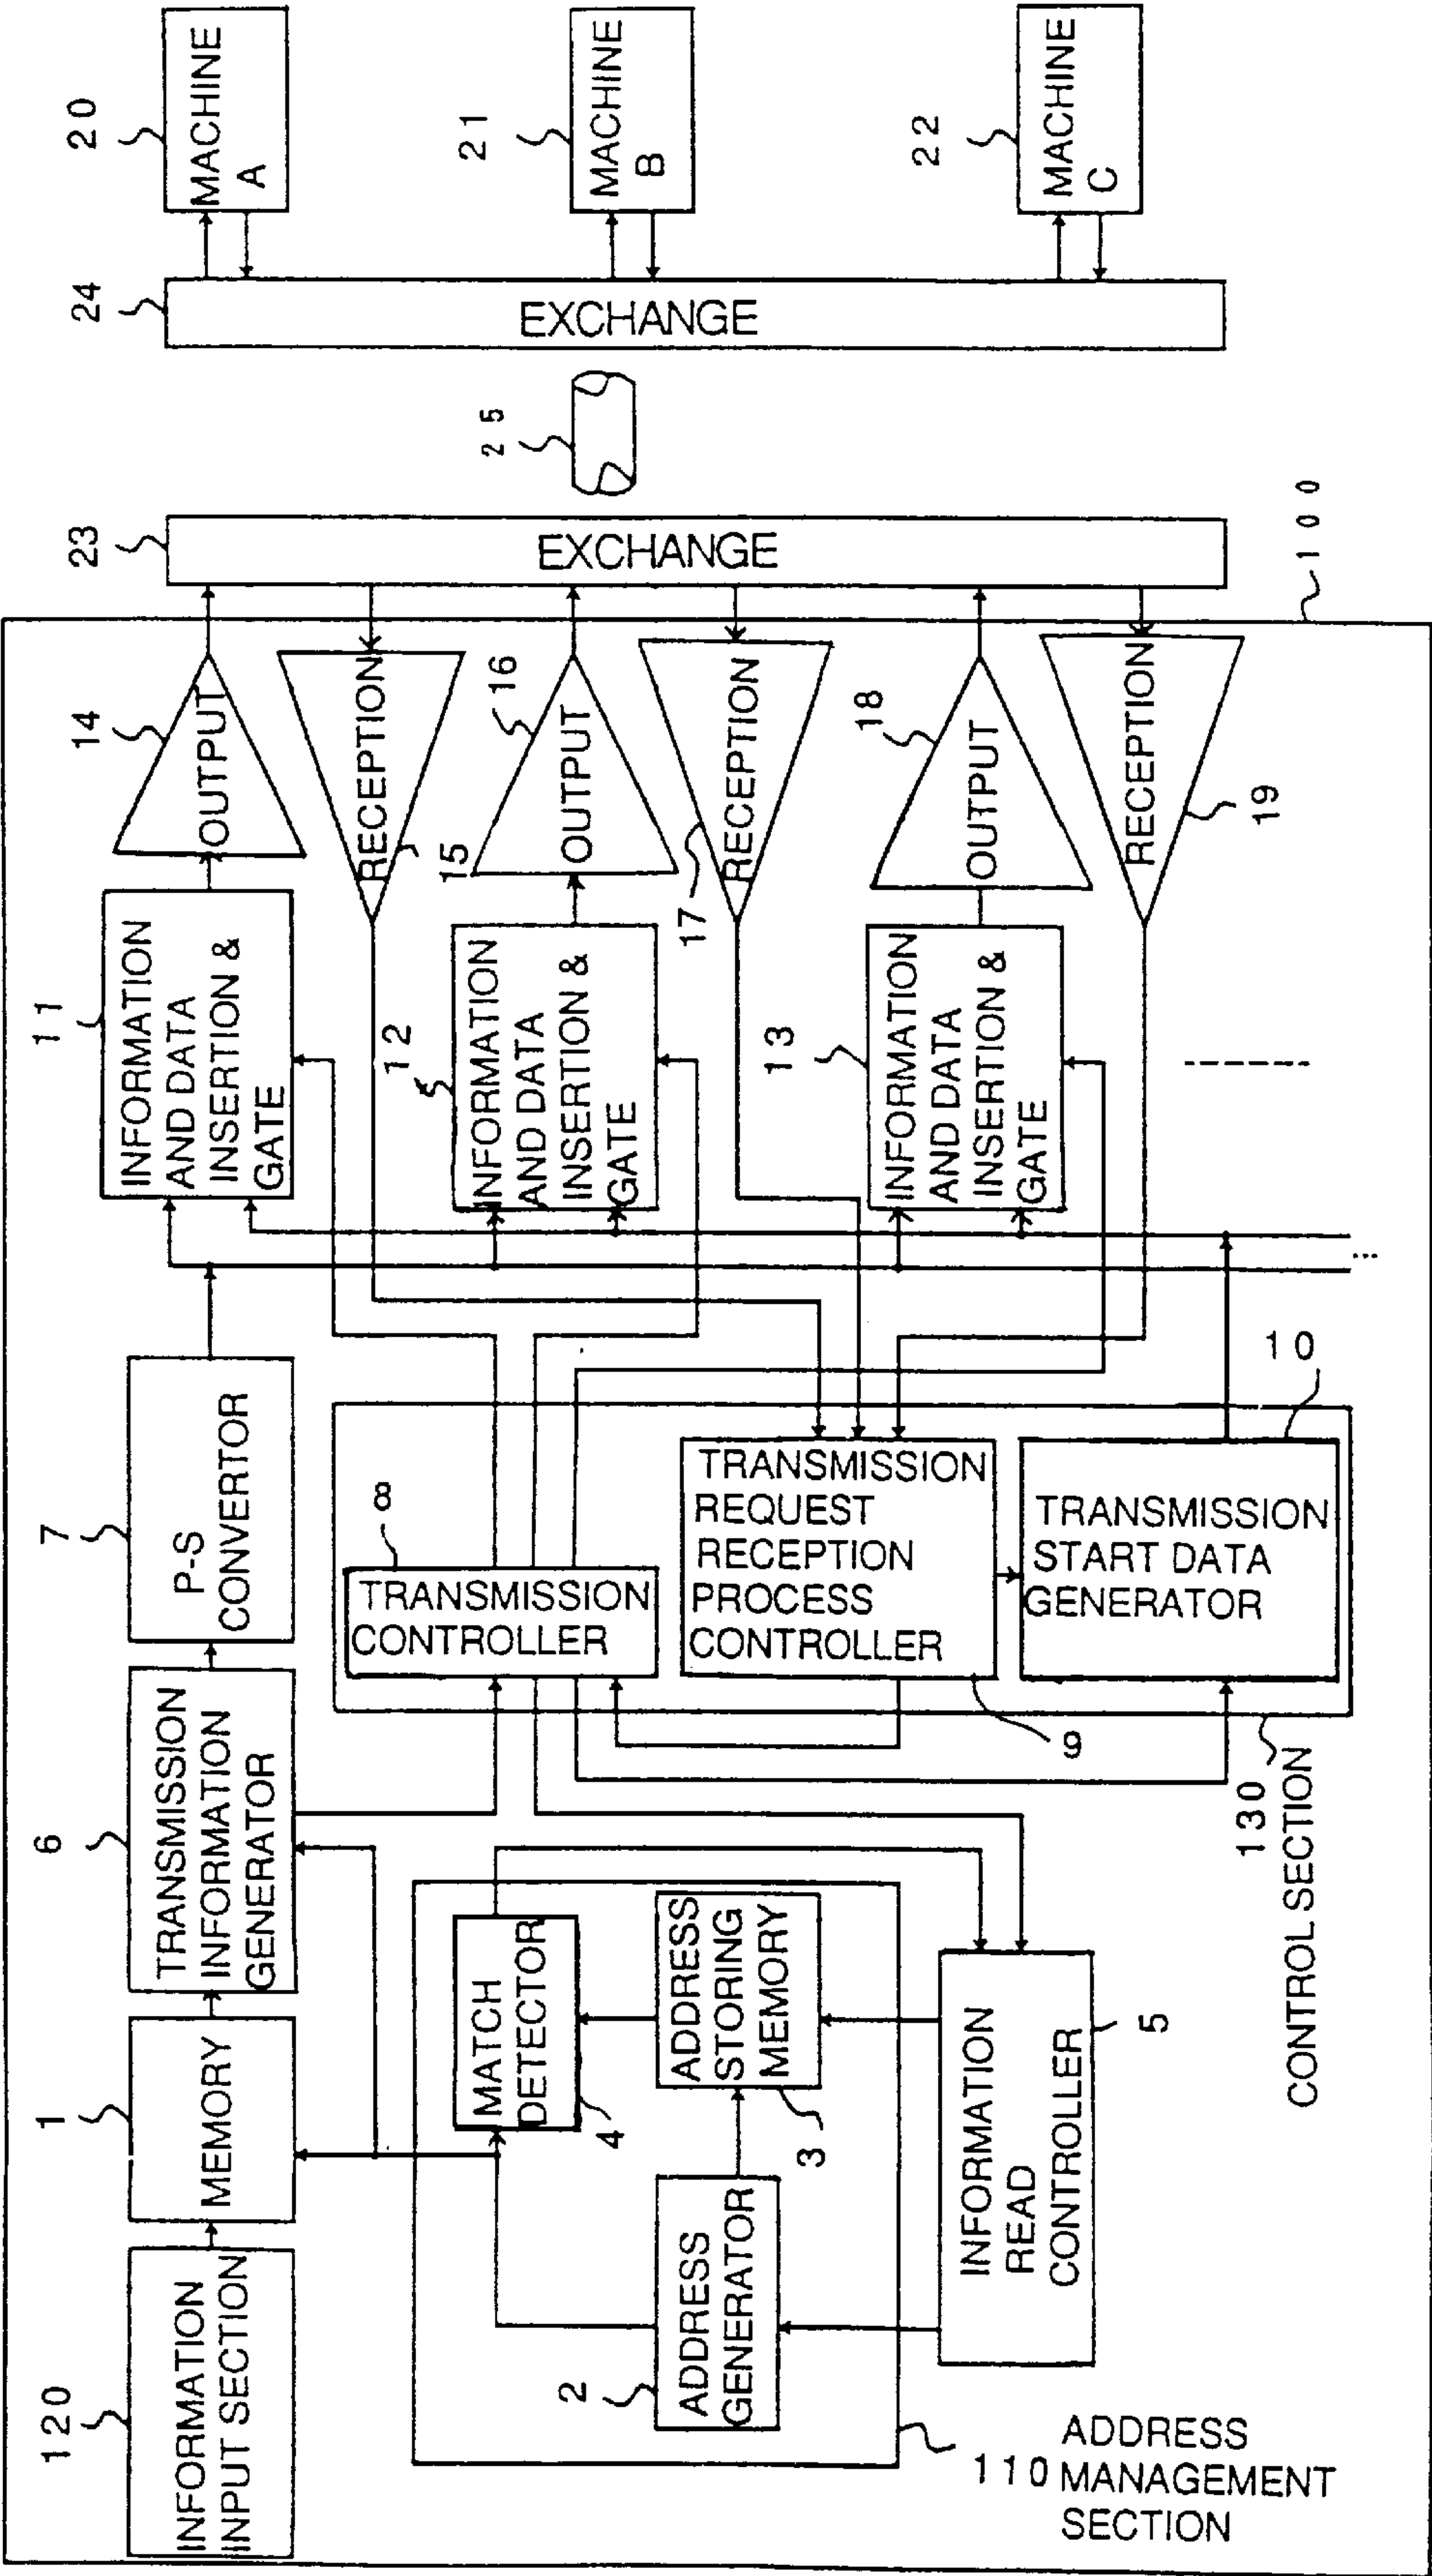 120
INFORMATION
INPUT SECTION
1
MEMORY
6
TRANSMISSION
INFORMATION
GENERATOR
7
P-S
CONVERTOR
11
INFORMATION
AND DATA
INSERTION &
GATE
14
OUTPUT
23
EXCHANGE
24
EXCHANGE
20
MACHINE
A
RECEPTION
15
8
TRANSMISSION
CONTROLLER
12
INFORMATION
AND DATA
INSERTION &
GATE
16
OUTPUT
25
21
MACHINE
B
MATCH
DETECTOR
4
2
ADDRESS
GENERATOR
ADDRESS
STORING
MEMORY
3
TRANSMISSION
REQUEST
RECEPTION
PROCESS
CONTROLLER
9
17
RECEPTION
13
INFORMATION
AND DATA
INSERTION &
GATE
18
OUTPUT
22
MACHINE
C
INFORMATION
READ
CONTROLLER
5
TRANSMISSION
START DATA
GENERATOR
10
RECEPTION
19
110 ADDRESS
MANAGEMENT
SECTION
130
CONTROL SECTION
...
100